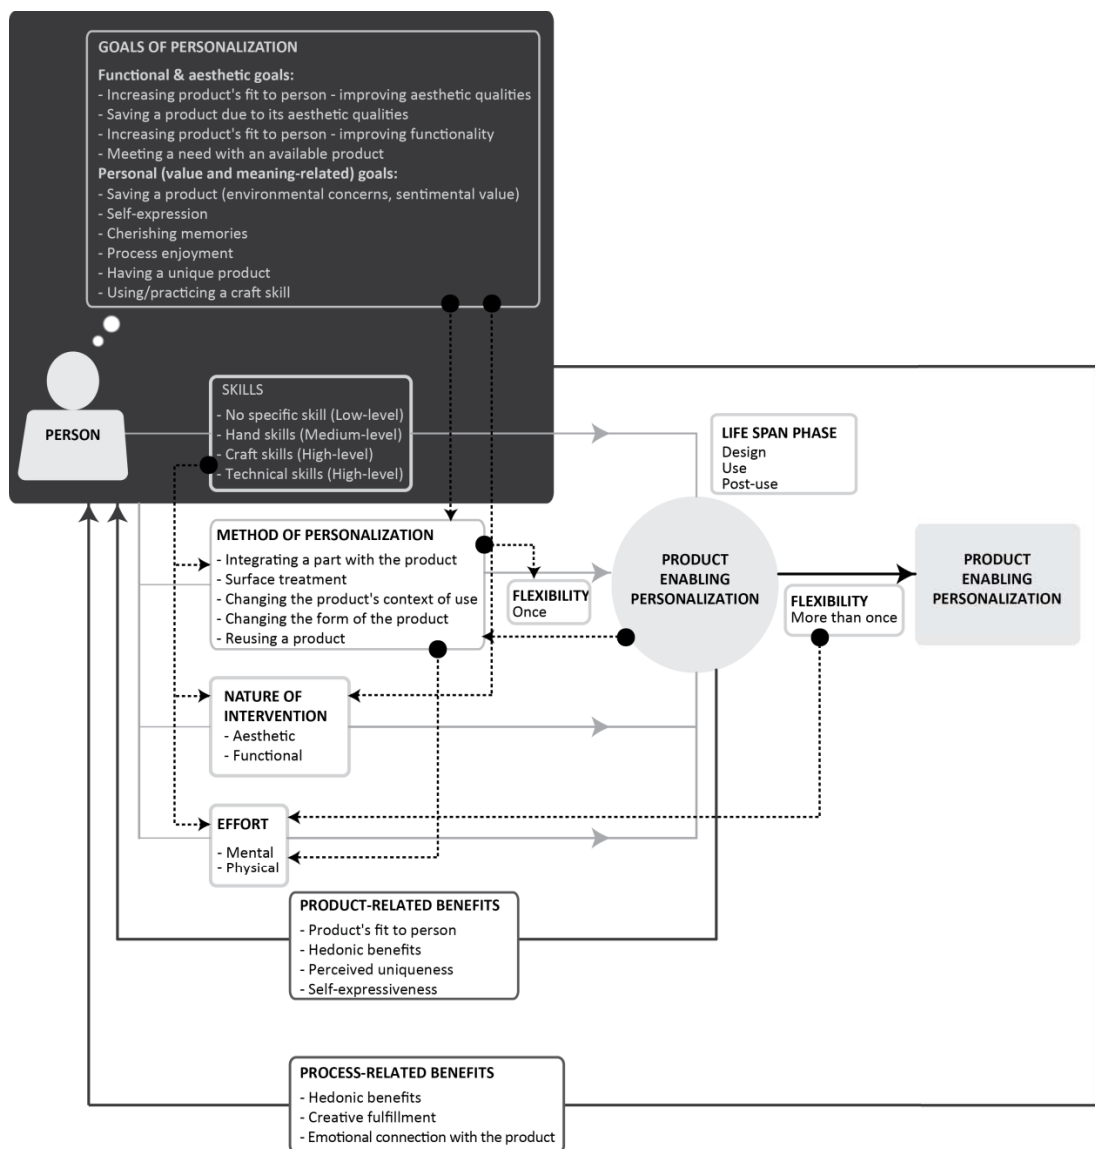 GOALS OF PERSONALIZATION
Functional & aesthetic goals:
- Increasing product's fit to person - improving aesthetic qualities
- Saving a product due to its aesthetic qualities
- Increasing product's fit to person - improving functionality
- Meeting a need with an available product
Personal (value and meaning-related) goals:
- Saving a product (environmental concerns, sentimental value)
- Self-expression
- Cherishing memories
- Process enjoyment
- Having a unique product
- Using/practicing a craft skill
PERSON
SKILLS
- No specific skill (Low-level)
- Hand skills (Medium-level)
- Craft skills (High-level)
- Technical skills (High-level)
LIFE SPAN PHASE
Design
Use
Post-use
METHOD OF PERSONALIZATION
- Integrating a part with the product
- Surface treatment
- Changing the product's context of use
- Changing the form of the product
- Reusing a product
FLEXIBILITY
Once
PRODUCT
ENABLING
PERSONALIZATION
FLEXIBILITY
More than once
PRODUCT
ENABLING
PERSONALIZATION
NATURE OF
INTERVENTION
- Aesthetic
- Functional
EFFORT
- Mental
- Physical
PRODUCT-RELATED BENEFITS
- Product's fit to person
- Hedonic benefits
- Perceived uniqueness
- Self-expressiveness
PROCESS-RELATED BENEFITS
- Hedonic benefits
- Creative fulfillment
- Emotional connection with the product